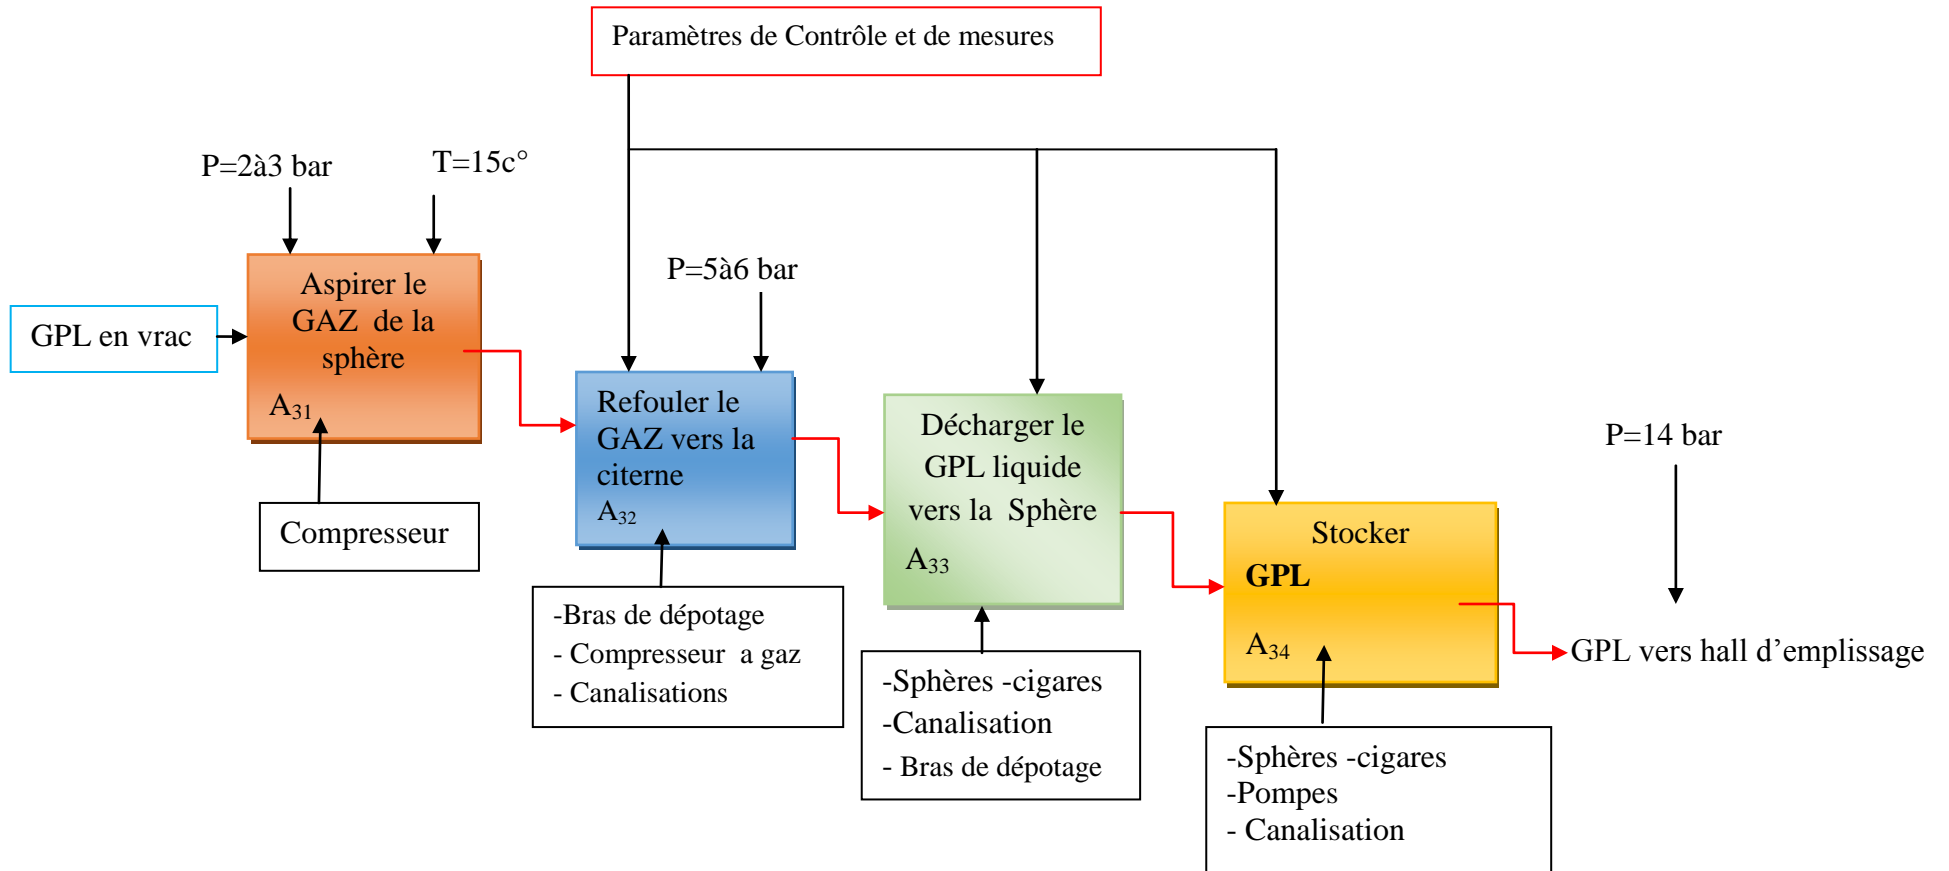 Paramètres de Contrôle et de mesures
P=2à3 bar
T=15c°
P=5à6 bar
P=14 bar
GPL en vrac
Aspirer le
GAZ de la
sphère
A31
Compresseur
Refouler le
GAZ vers la
citerne
A32
-Bras de dépotage
- Compresseur a gaz
- Canalisations
Décharger le
GPL liquide
vers la Sphère
A33
-Sphères -cigares
-Canalisation
- Bras de dépotage
Stocker
GPL
A34
-Sphères -cigares
-Pompes
- Canalisation
GPL vers hall d’emplissage